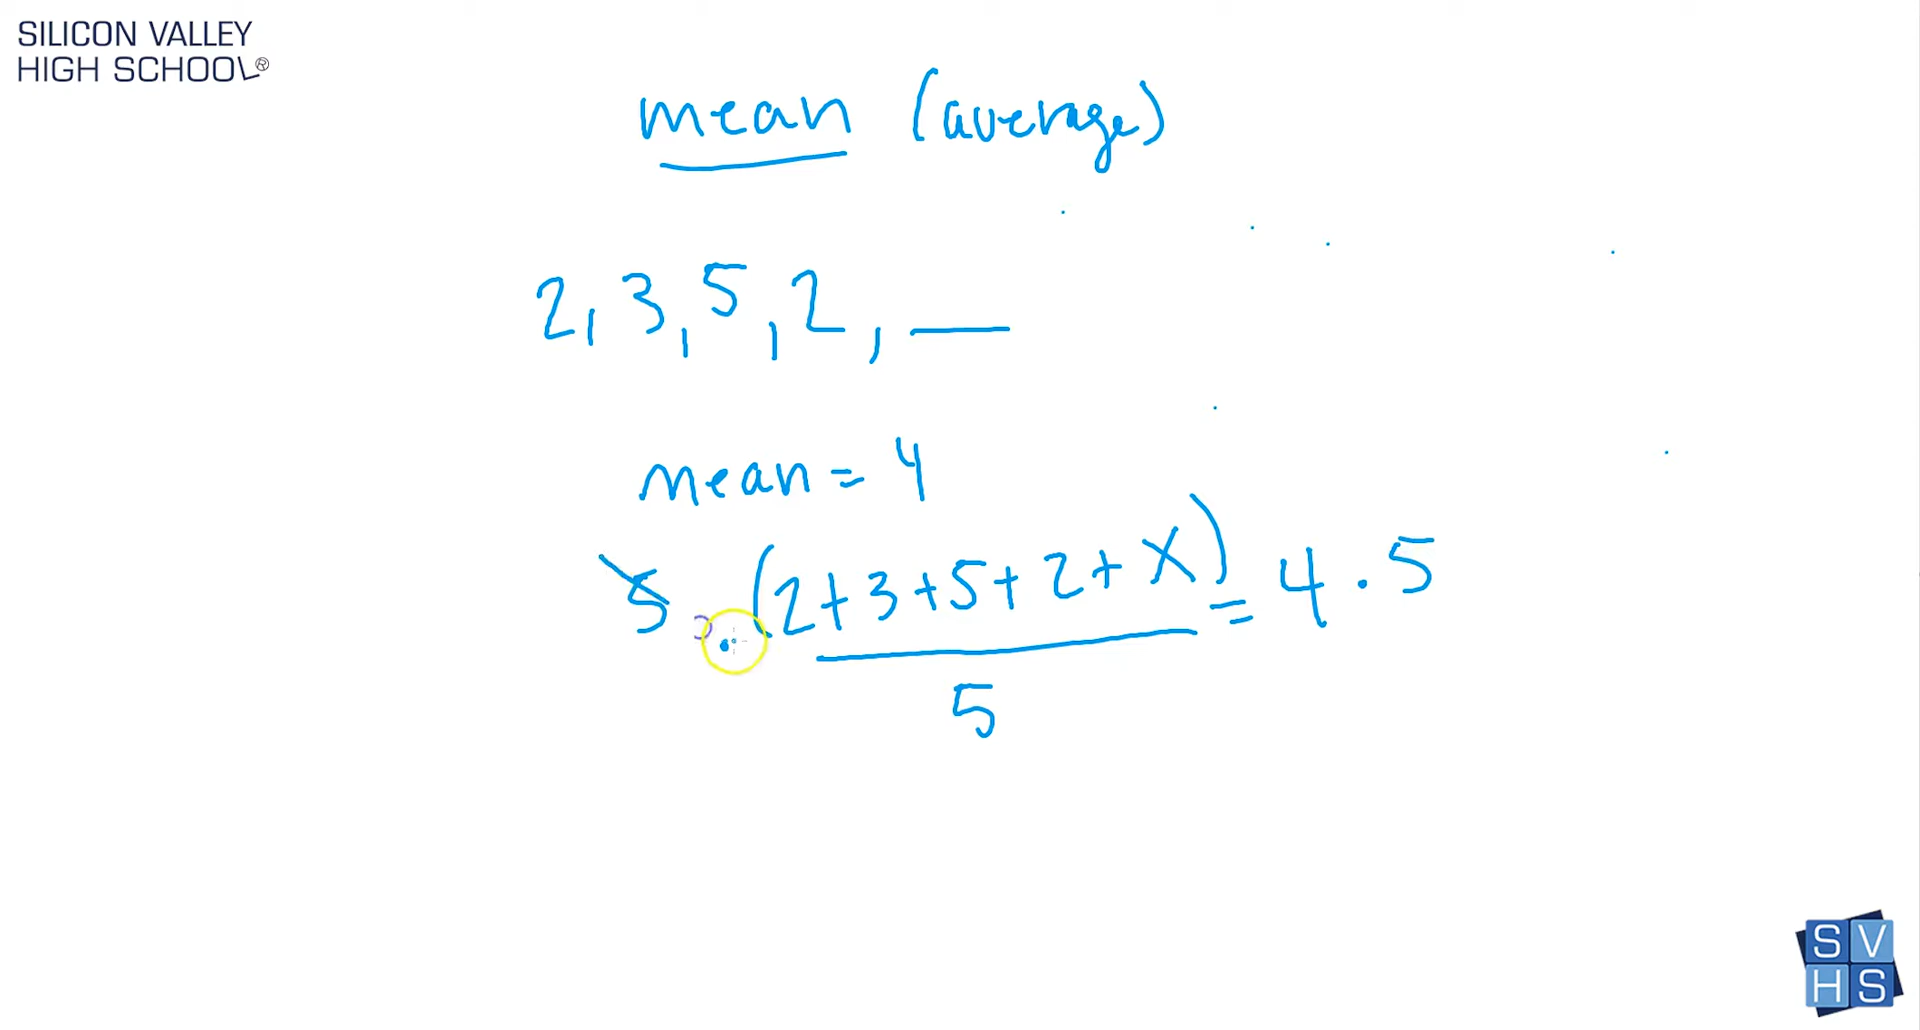 SILICON VALLEY
HIGH SCHOOL®
mean (average)
2, 3, 5, 2, __
mean = 4
5 . (2+3+5+2+x) = 4 . 5
5
SV
HS